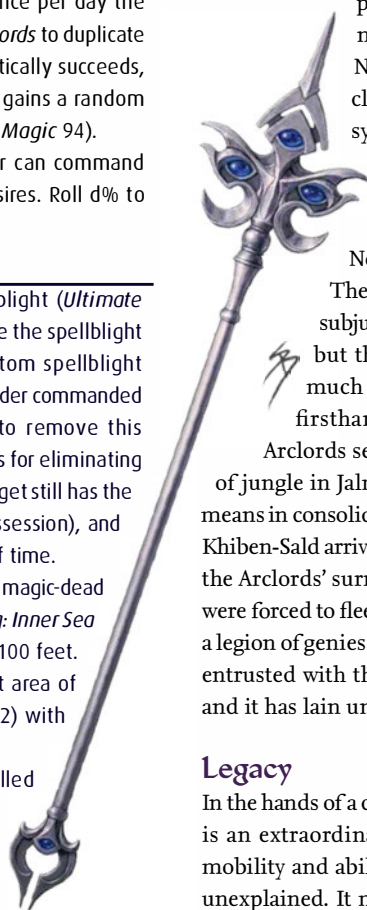 nce per day the
ords to duplicate
tically succeeds,
gains a random
Magic 94).
r can command
sires. Roll d% to
light (Ultimate
e the spellblight
tom spellblight
der commanded
to remove this
s for eliminating
get still has the
ssession), and
f time.
magic-dead
g: Inner Sea
100 feet.
t area of
2) with
lled
p
n
N
cl
sy
No
The
subju
but th
much
firsthar
Arclords se
of jungle in Jalr
means in consolic
Khiben-Sald arriv
the Arclords' surr
were forced to flee
a legion of genies
entrusted with th
and it has lain un
Legacy
In the hands of a c
is an extraordina
mobility and abil
unexplained. It n